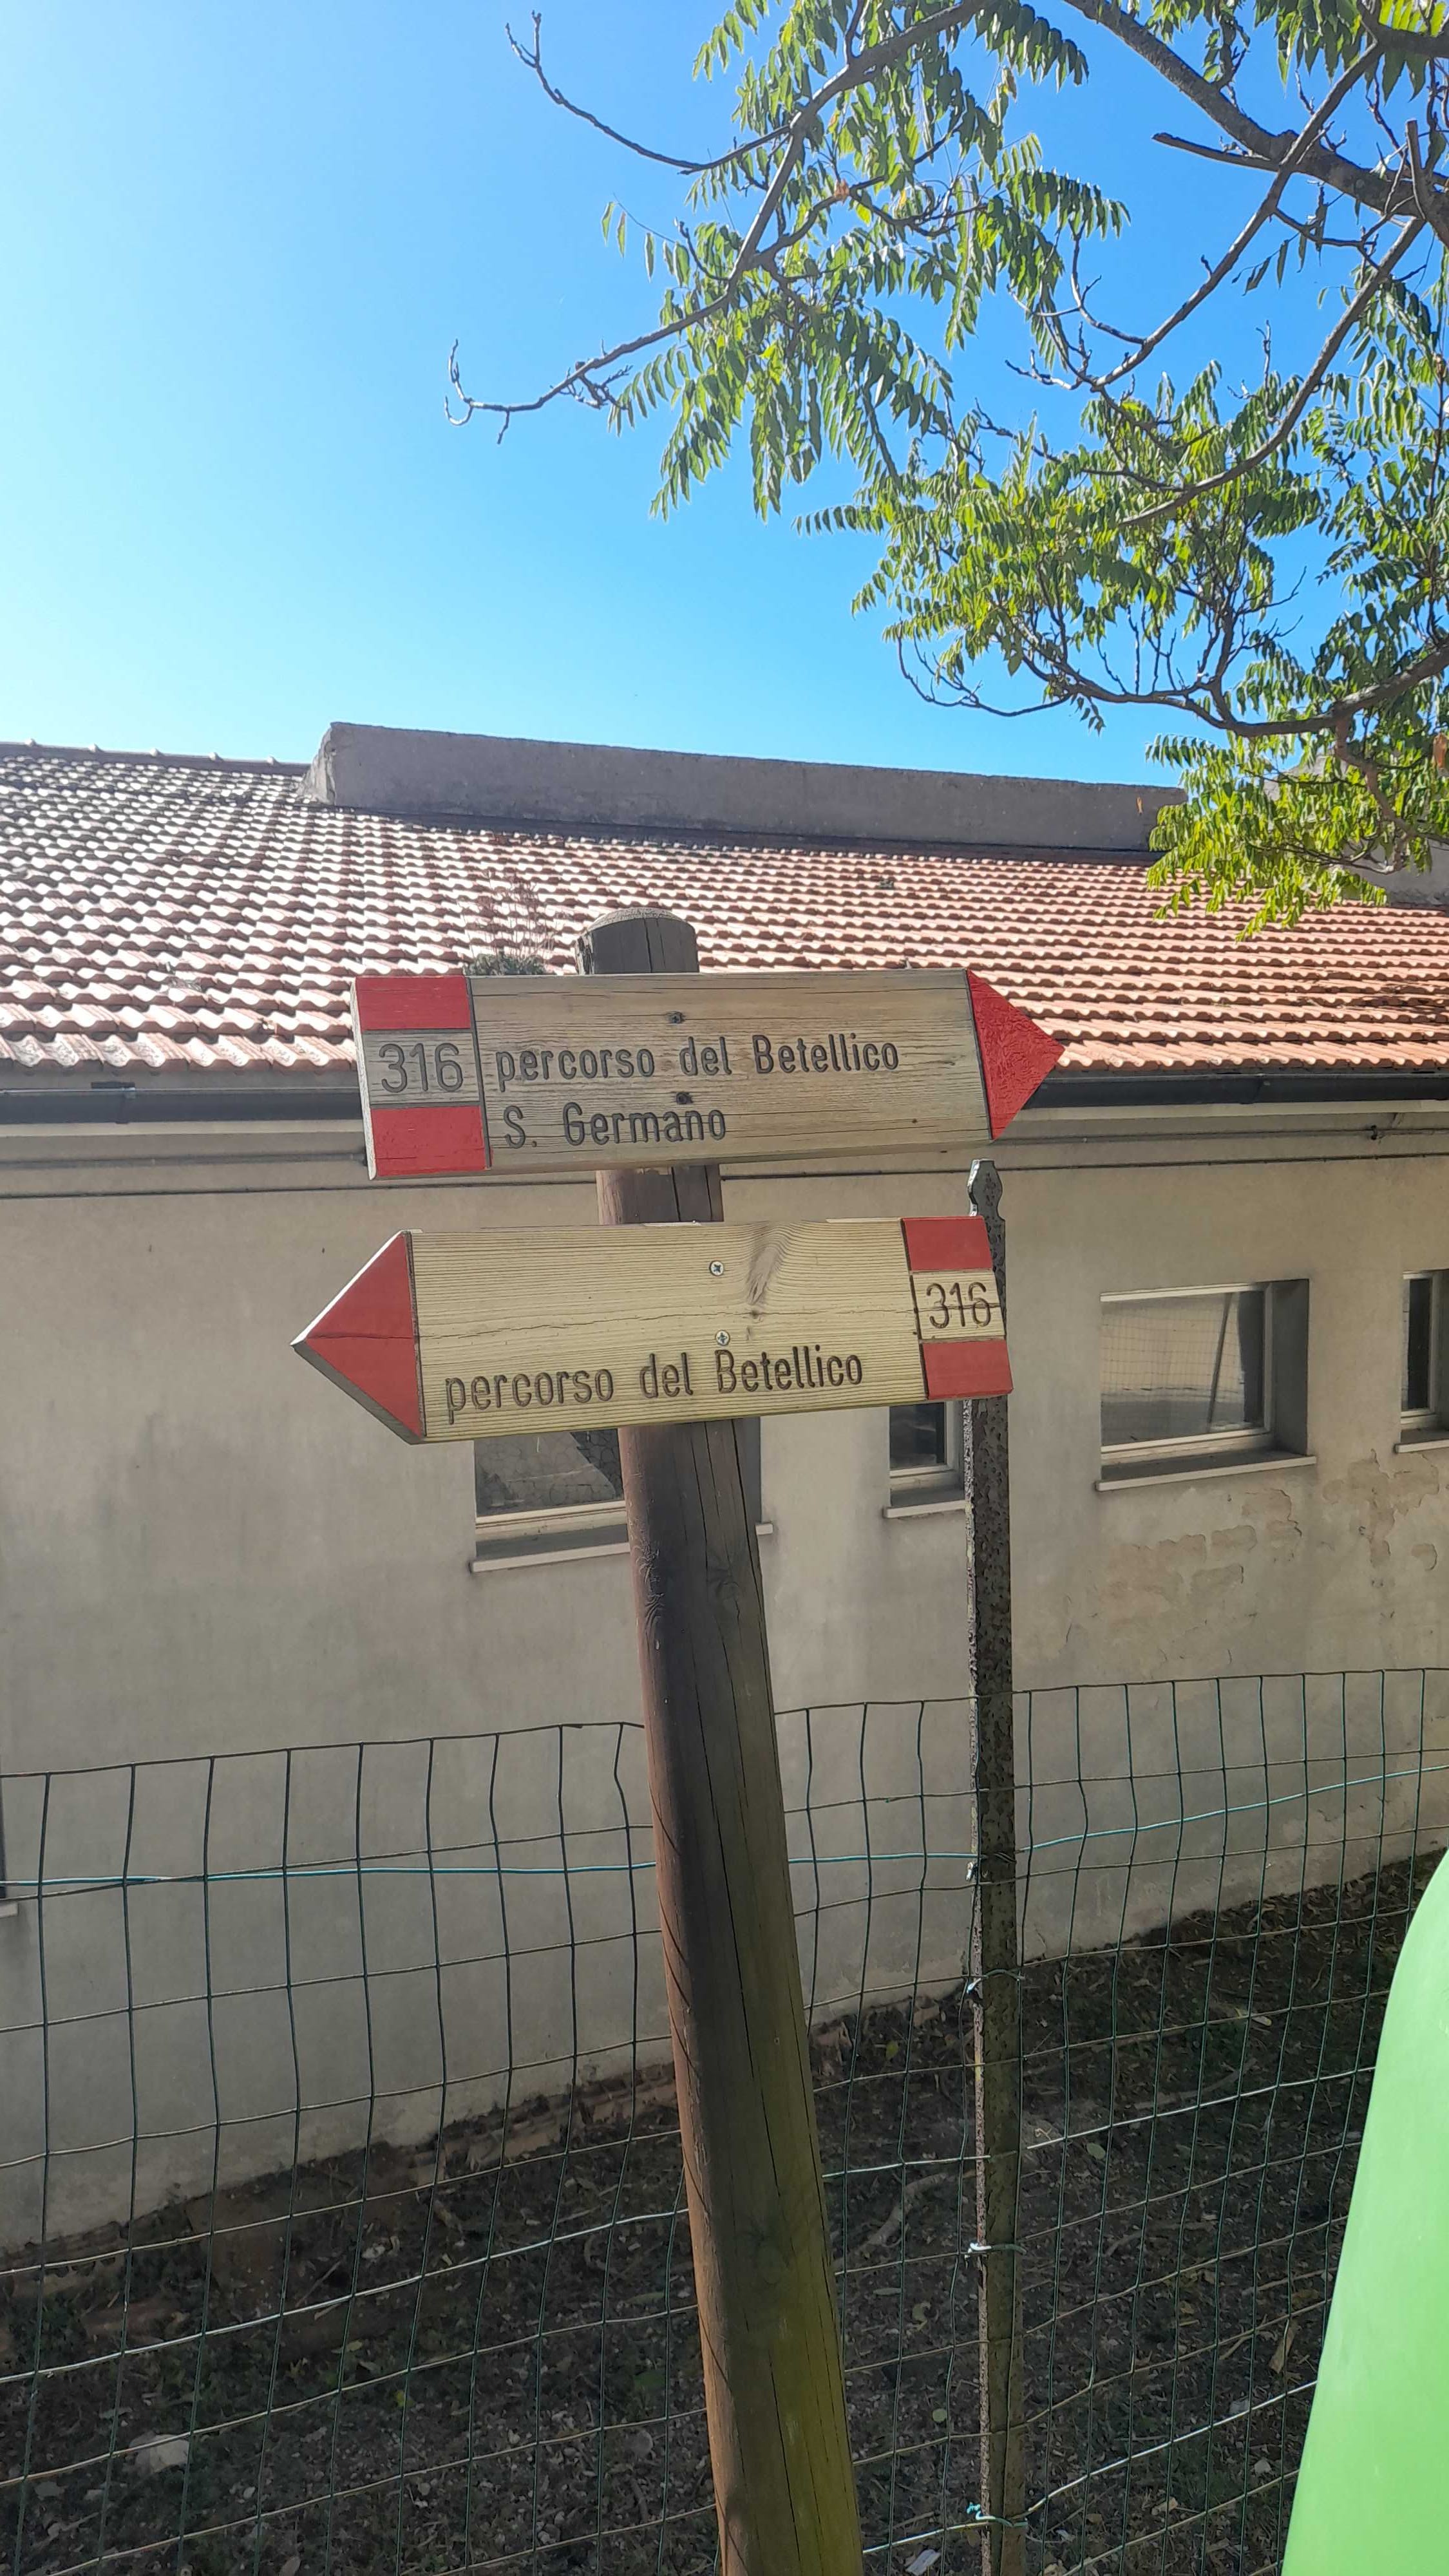 316 percorso del Betellico
S. Germano
316
percorso del Betellico